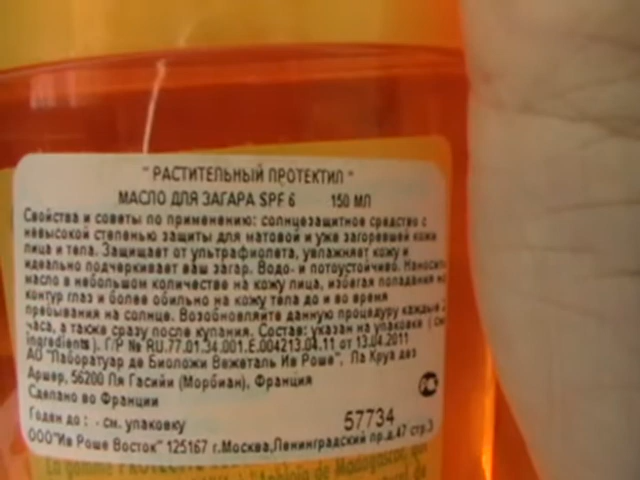 " РАСТИТЕЛЬНЫЙ ПРОТЕКТИЛ "
МАСЛО ДЛЯ ЗАГАРА SPF 6 150 МЛ
Свойства и советы по применению: солнцезащитное средство с
невысокой степенью защиты для матовой и уже загоревшей кожи
лица и тела. Защищает от ультрафиолета, увлажняет кожу и
идеально подчеркивает ваш загар. Водо- и потоустойчиво. Наносить
масло в небольшом количестве на кожу лица, избегая попадания на
контур глаз и более обильно на кожу тела до и во время
пребывания на солнце. Возобновляйте данную процедуру каждые 2
часа, а также сразу после купания. Состав: указан на упаковке ( см.
ingredients). Г/Р № RU.77.01.34.001.E.004213.04.11 от 13.04.2011
АО "Лаборатуар де Биоложи Вежеталь Ив Роше", Ла Круа дез
Аршер, 56200 Ля Гасийи (Морбиан), Франция
Сделано во Франции
Годен до : - см. упаковку 57734
ООО"Ив Роше Восток" 125167 г.Москва,Ленинградский пр.д.47 стр.3
La gamme
de Madagascar, que